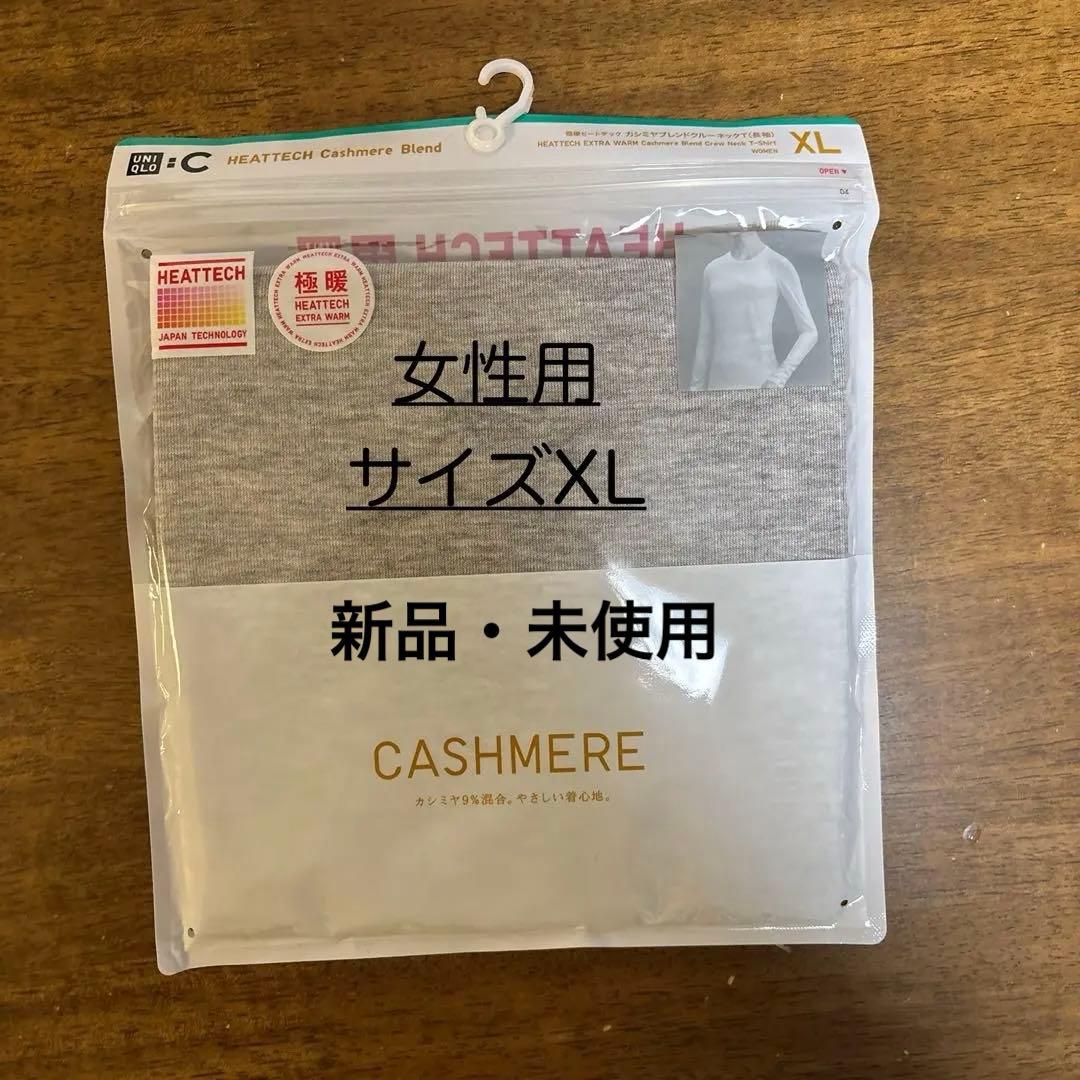 UNI QLO : C
HEATTECH Cashmere Blend
極暖ヒートテック カシミヤブレンドクルーネックT(長袖)
HEATTECH EXTRA WARM Cashmere Blend Crew Neck T-Shirt
WOMEN
XL
OPEN ▼
04
HEATTECH
JAPAN TECHNOLOGY
極暖
HEATTECH
EXTRA WARM
女性用
サイズXL
新品・未使用
CASHMERE
カシミヤ9%混合。やさしい着心地。